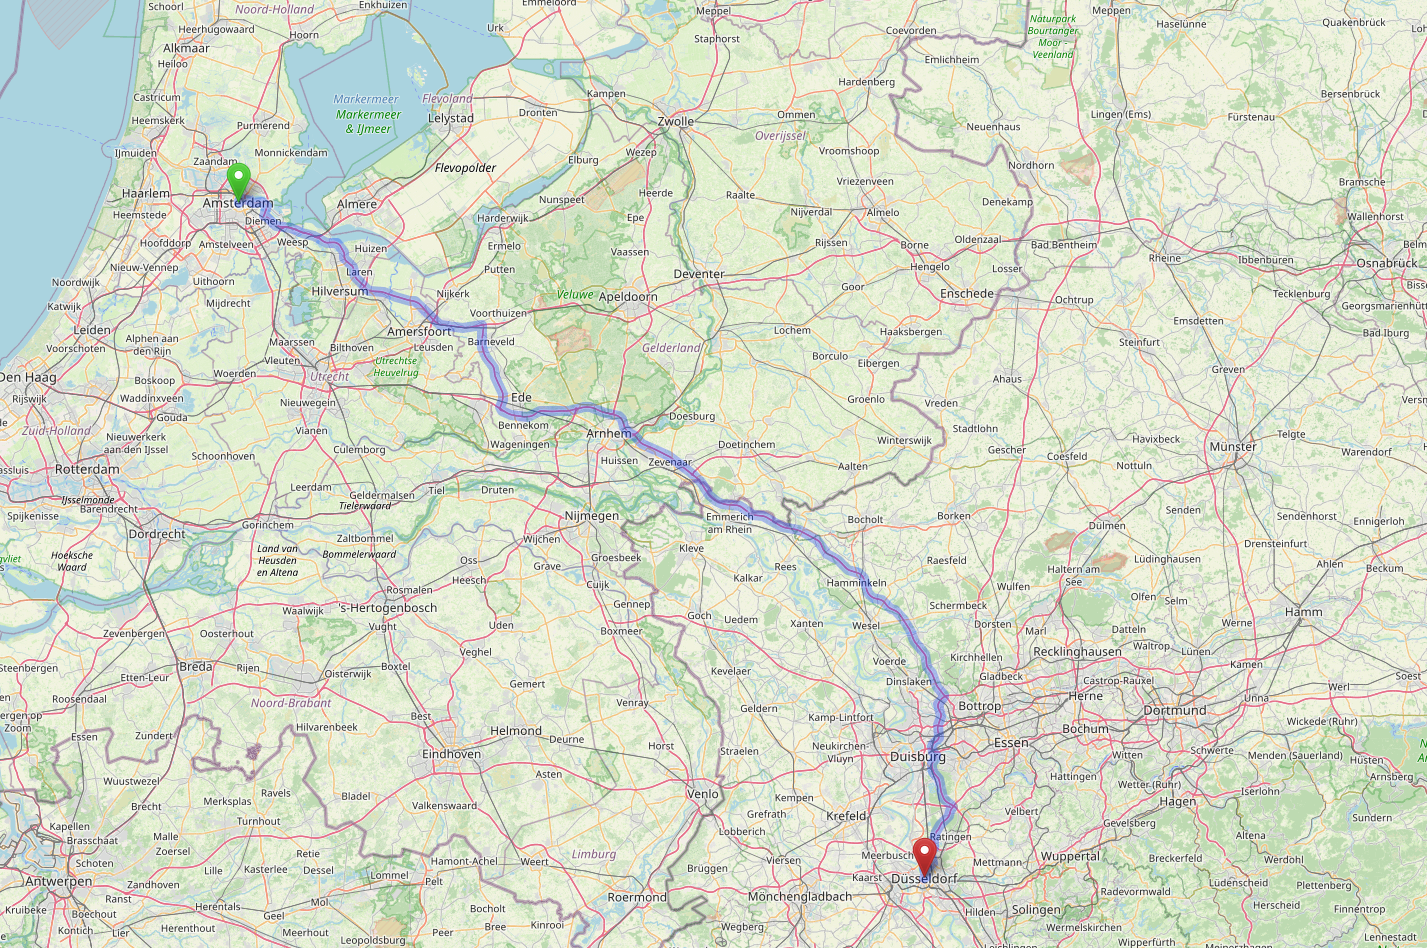 Schoorl
Noord-Holland
Enkhuizen
Emmeloord
Meppel
Naturpark
Bourtanger
Moor -
Veenland
Meppen
Haselünne
Quakenbrück
Heerhugowaard
Hoorn
Urk
Staphorst
Coevorden
Alkmaar
Heiloo
Emlichheim
Hardenberg
Castricum
Markermeer
Markermeer
& IJmeer
Flevoland
Lelystad
Kampen
Bersenbrück
Heemskerk
Purmerend
Dronten
Zwolle
Ommen
Neuenhaus
Lingen (Ems)
Fürstenau
Overijssel
IJmuiden
Zaandam
Monnickendam
Flevopolder
Elburg
Wezep
Vroomshoop
Nordhorn
Haarlem
Amsterdam
Almere
Nunspeet
Heerde
Raalte
Vriezenveen
Denekamp
Bramsche
Heemstede
Diemen
Harderwijk
Epe
Nijverdal
Almelo
Wallenhorst
Hoofddorp
Amstelveen
Weesp
Huizen
Ermelo
Vaassen
Rijssen
Borne
Oldenzaal
Bad Bentheim
Rheine
Ibbenbüren
Osnabrück
Nieuw-Vennep
Laren
Putten
Deventer
Hengelo
Losser
Noordwijk
Uithoorn
Hilversum
Nijkerk
Veluwe
Apeldoorn
Goor
Enschede
Ochtrup
Tecklenburg
Katwijk
Mijdrecht
Voorthuizen
Georgsmarienhütt
Leiden
Alphen aan
den Rijn
Maarssen
Amersfoort
Barneveld
Lochem
Haaksbergen
Emsdetten
Bad Iburg
Voorschoten
Bilthoven
Leusden
Gelderland
Borculo
Eibergen
Steinfurt
Vleuten
Utrechtse
Heuvelrug
Den Haag
Boskoop
Woerden
Utrecht
Ahaus
Greven
Rijswijk
Waddinxveen
Nieuwegein
Ede
Groenlo
Vreden
Gouda
Bennekom
Doesburg
Stadtlohn
Zuid-Holland
Nieuwerkerk
aan den IJssel
Vianen
Wageningen
Arnhem
Doetinchem
Winterswijk
Gescher
Havixbeck
Münster
Telgte
Schoonhoven
Culemborg
Huissen
Zevenaar
Aalten
Coesfeld
Nottuln
Warendorf
Rotterdam
IJsselmonde
Barendrecht
Leerdam
Geldermalsen
Tielerwaard
Tiel
Druten
Spijkenisse
Gorinchem
Nijmegen
Emmerich
am Rhein
Bocholt
Borken
Senden
Sendenhorst
Ennigerloh
Dordrecht
Zaltbommel
Wijchen
Dülmen
Drensteinfurt
Hoeksche
Waard
Land van
Heusden
en Altena
Bommelerwaard
Oss
Grave
Groesbeek
Kleve
Rees
Raesfeld
Lüdinghausen
Ahlen
Beckum
Heesch
Cuijk
Kalkar
Hamminkeln
Haltern am
See
Wulfen
Rosmalen
's-Hertogenbosch
Waalwijk
Gennep
Schermbeck
Olfen
Selm
Hamm
Zevenbergen
Oosterhout
Vught
Uden
Boxmeer
Goch
Uedem
Xanten
Wesel
Dorsten
Marl
Datteln
Werne
Steenbergen
Breda
Rijen
Boxtel
Veghel
Voerde
Kirchhellen
Recklinghausen
Waltrop
Lünen
Kamen
Etten-Leur
Oisterwijk
Gemert
Kevelaer
Dinslaken
Gladbeck
Castrop-Rauxel
Soest
Roosendaal
Noord-Brabant
Venray
Geldern
Bottrop
Herne
Dortmund
Unna
Werl
ergen op
Zoom
Best
Kamp-Lintfort
Wickede (Ruhr)
Essen
Zundert
Hilvarenbeek
Helmond
Deurne
Horst
Straelen
Neukirchen-
Vluyn
Duisburg
Essen
Bochum
Witten
Schwerte
Menden (Sauerland)
Eindhoven
Hüsten
Wuustwezel
Asten
Hattingen
Wetter (Ruhr)
Iserlohn
Arnsberg
Brecht
Merksplas
Ravels
Bladel
Valkenswaard
Venlo
Kempen
Krefeld
Velbert
Hagen
Kapellen
Turnhout
Grefrath
Gevelsberg
Sundern
Brasschaat
Malle
Lobberich
Ratingen
Altena
Zoersel
Retie
Schoten
Lille
Kasterlee
Dessel
Hamont-Achel
Weert
Limburg
Bruggen
Viersen
Meerbusch
Mettmann
Wuppertal
Breckerfeld
Werdohl
Antwerpen
Zandhoven
Lommel
Pelt
Kaarst
Düsseldorf
Lüdenscheid
Plettenberg
Ranst
Mol
Roermond
Mönchengladbach
Radevormwald
Herscheid
Kruibeke
Boechout
Herentals
Geel
Bocholt
Hilden
Solingen
Finnentrop
Kontich
Lier
Herenthout
Meerhout
Peer
Bree
Kinrooi
Wegberg
Wermelskirchen
Leopoldsburg
Leichlingen
Wipperfürth
Meinerzhagen
Lennestadt